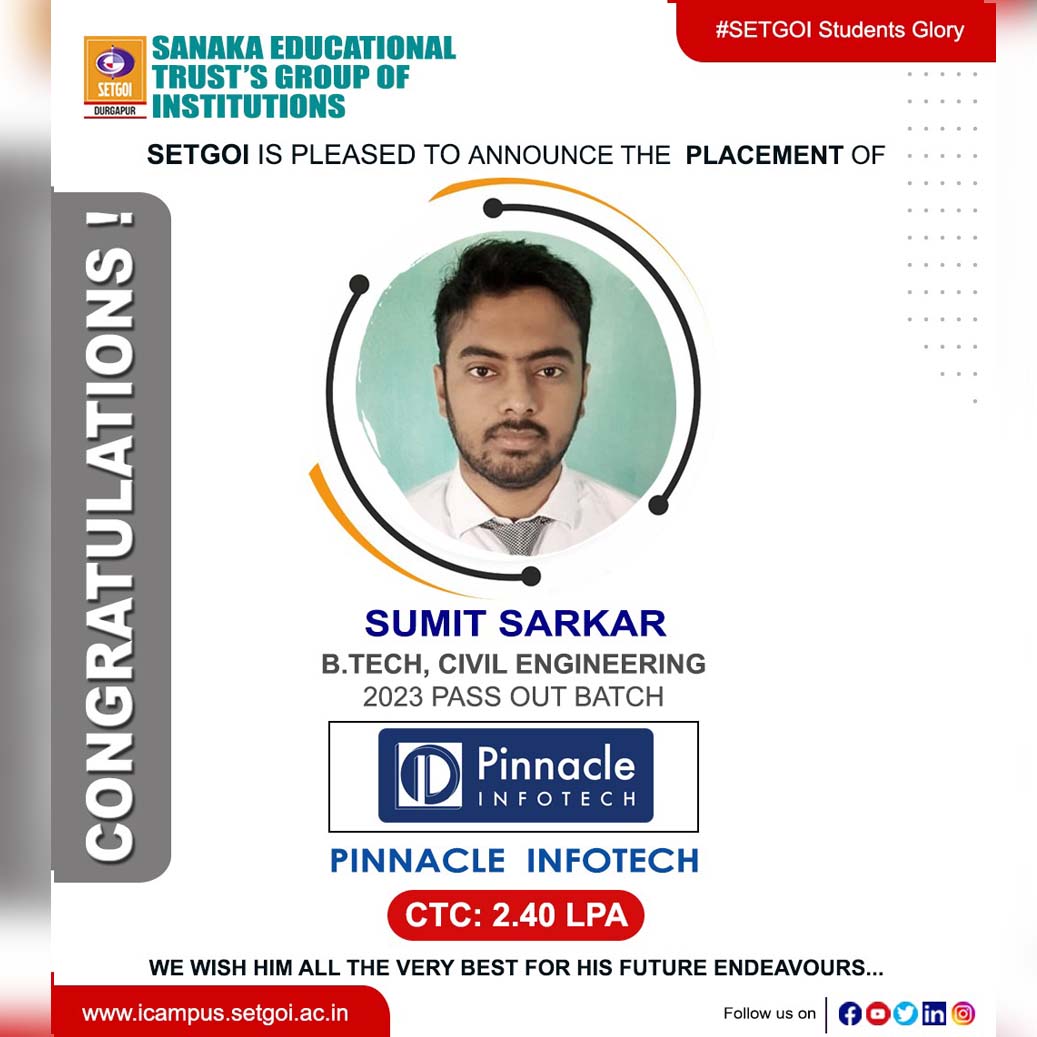 #SETGOI Students Glory
SANAKA EDUCATIONAL
TRUST'S GROUP OF
INSTITUTIONS
SETGOI
DURGAPUR
SETGOI IS PLEASED TO ANNOUNCE THE PLACEMENT OF
CONGRATULATIONS !
SUMIT SARKAR
B.TECH, CIVIL ENGINEERING
2023 PASS OUT BATCH
Pinnacle
INFOTECH
PINNACLE INFOTECH
CTC: 2.40 LPA
WE WISH HIM ALL THE VERY BEST FOR HIS FUTURE ENDEAVOURS...
www.icampus.setgoi.ac.in
Follow us on